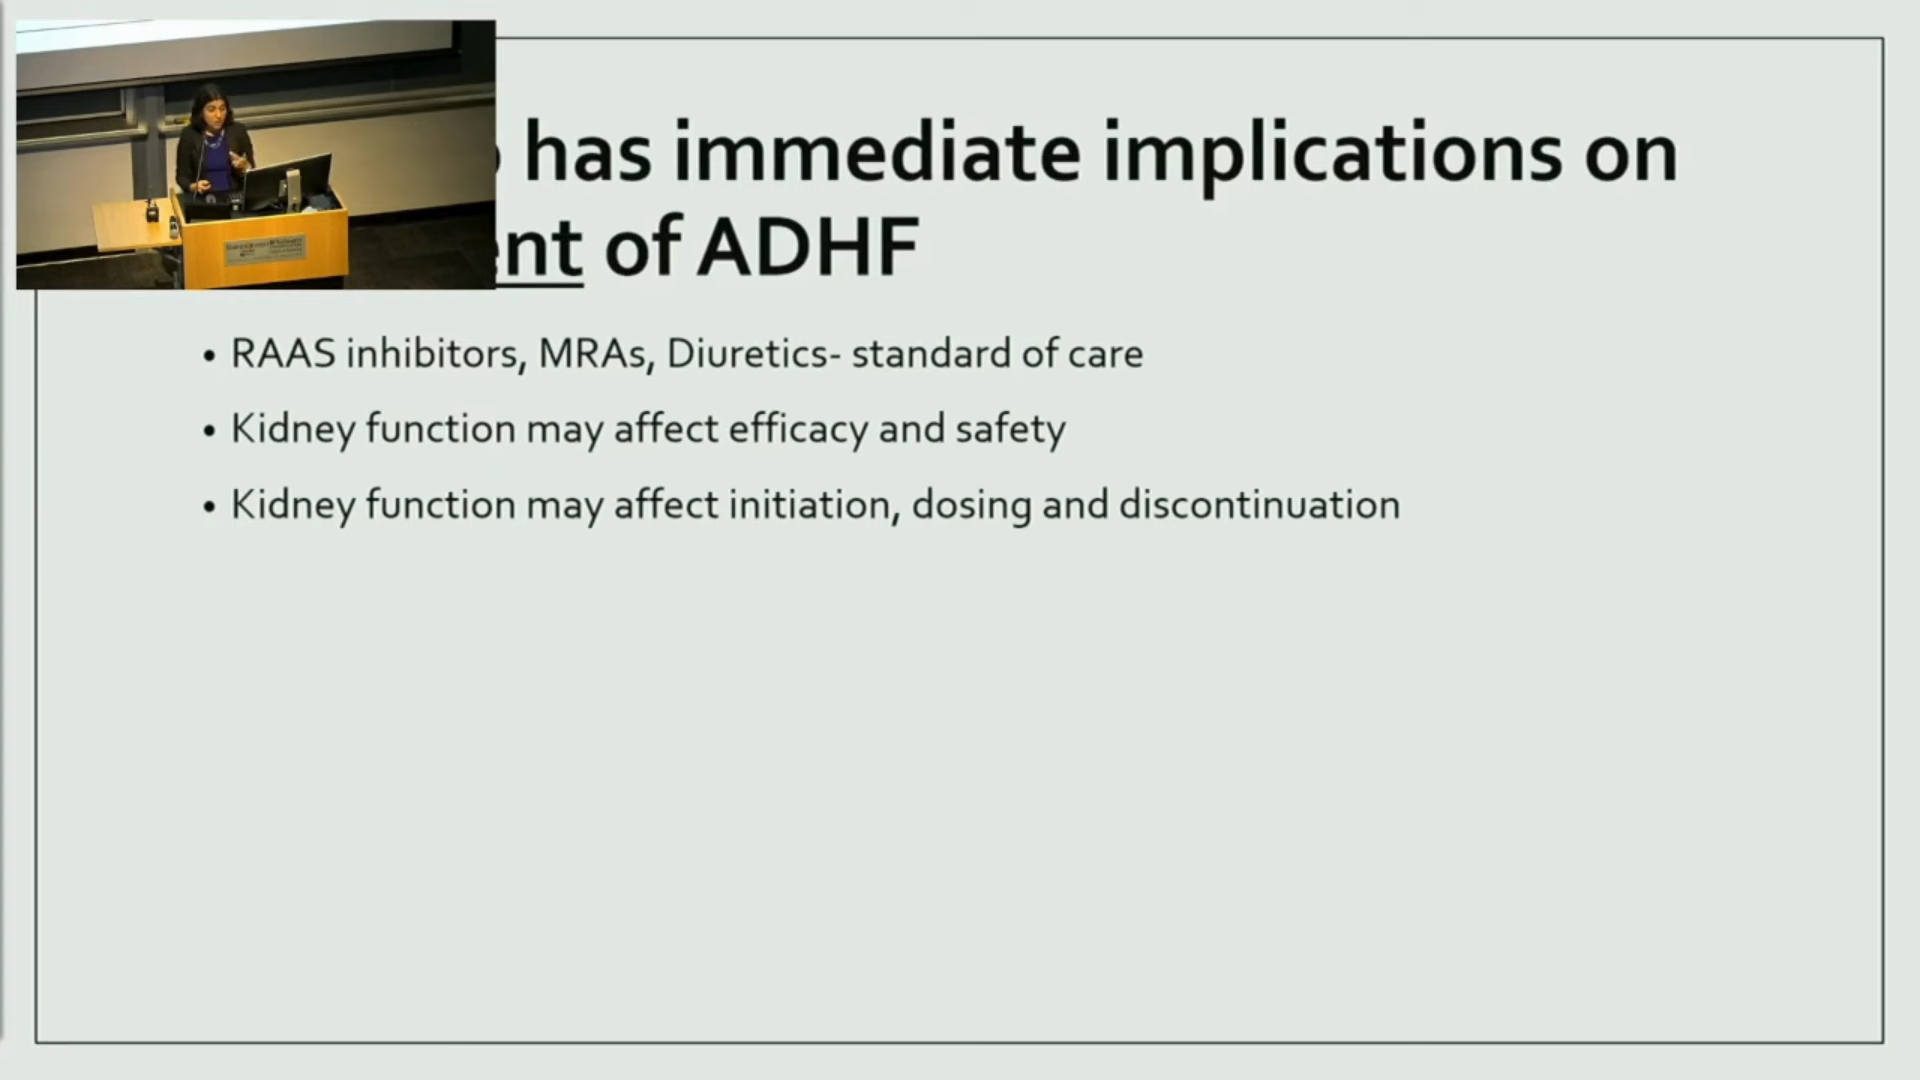 has immediate implications on
ent of ADHF
• RAAS inhibitors, MRAs, Diuretics- standard of care
• Kidney function may affect efficacy and safety
• Kidney function may affect initiation, dosing and discontinuation